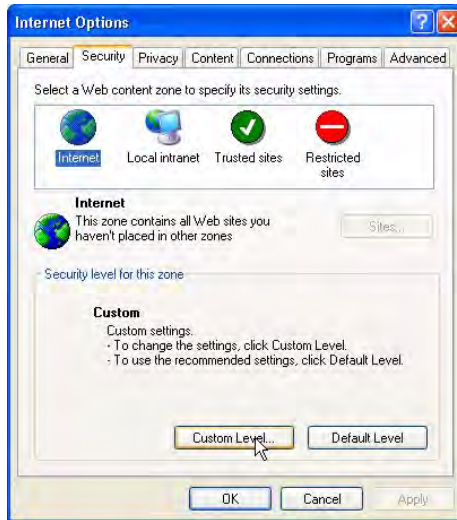 Internet Options
General Security Privacy Content Connections Programs Advanced
Select a Web content zone to specify its security settings.
Internet Local intranet Trusted sites Restricted
sites
Internet
This zone contains all Web sites you
haven't placed in other zones
Sites...
Security level for this zone
Custom
Custom settings.
- To change the settings, click Custom Level.
- To use the recommended settings, click Default Level.
Custom Level... Default Level
OK Cancel Apply